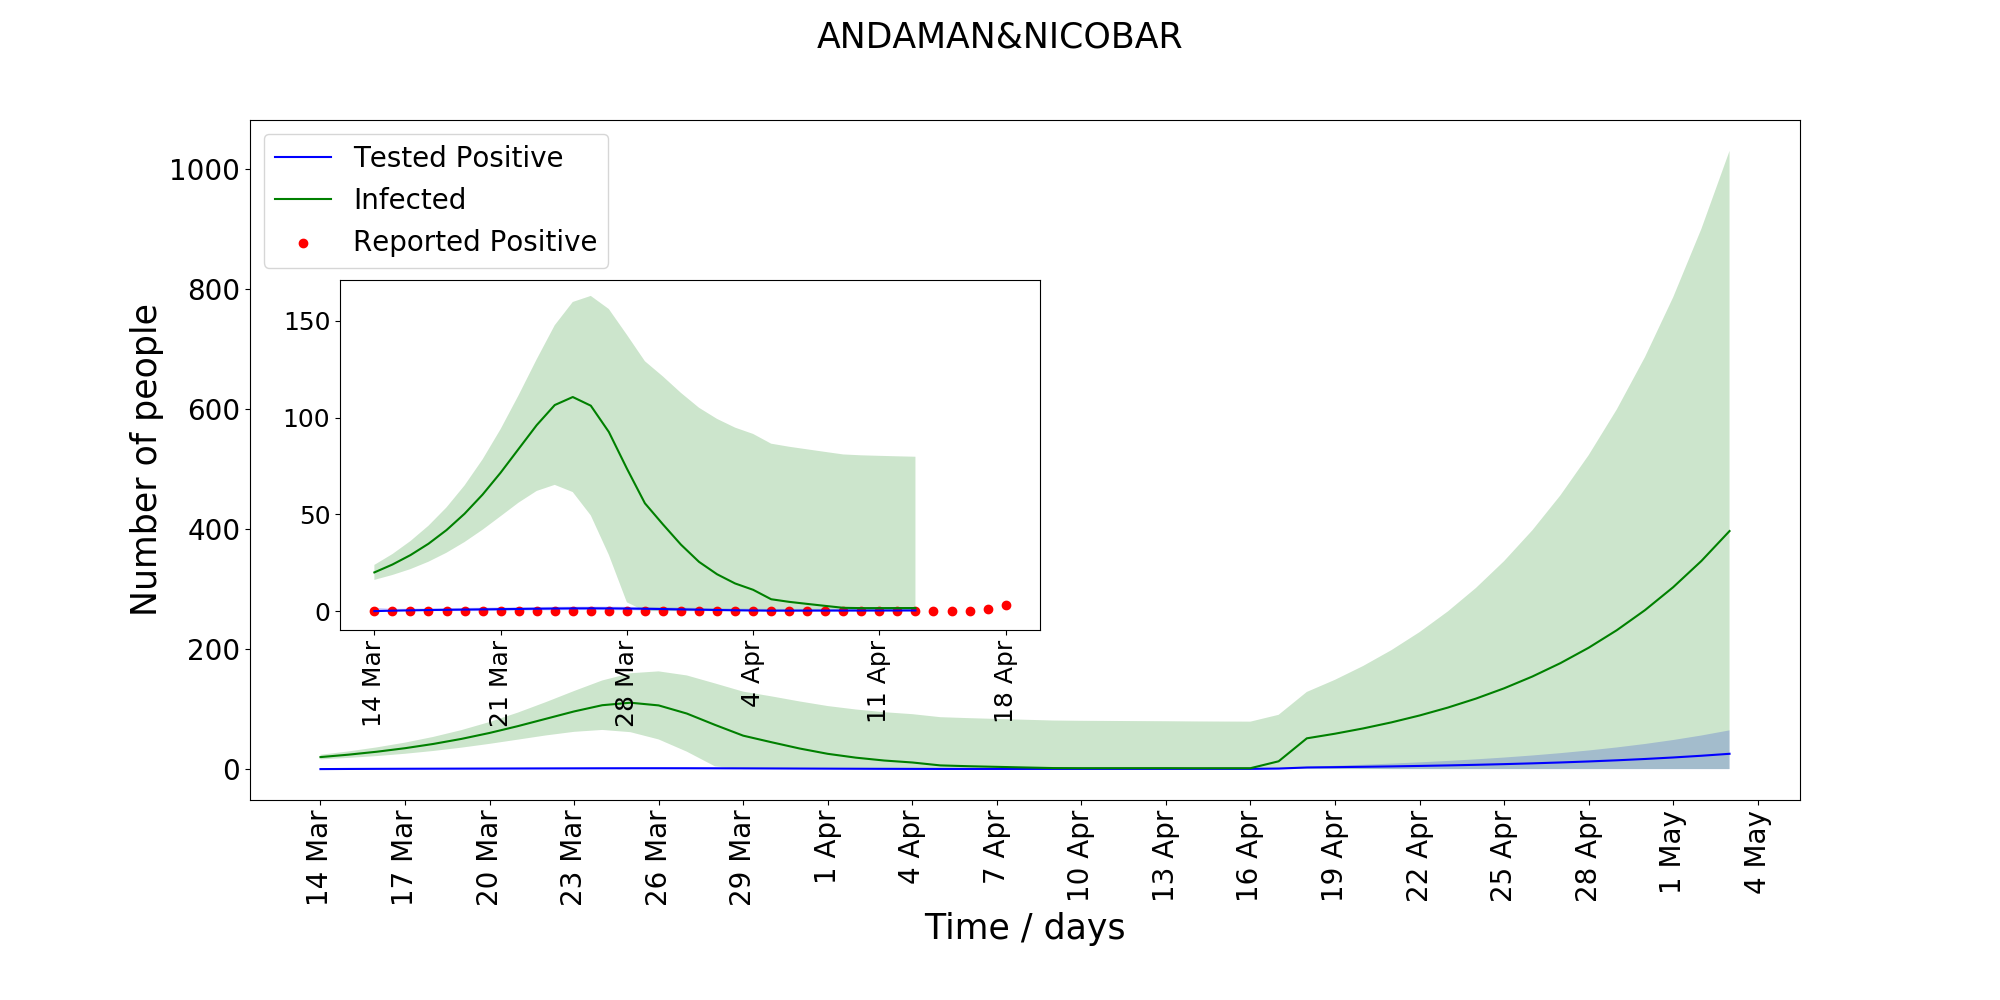 ANDAMAN&NICOBAR
Tested Positive
Infected
Reported Positive
Number of people
1000
800
600
400
200
0
150
100
50
0
14 Mar
21 Mar
28 Mar
4 Apr
11 Apr
18 Apr
14 Mar
17 Mar
20 Mar
23 Mar
26 Mar
29 Mar
1 Apr
4 Apr
7 Apr
10 Apr
13 Apr
16 Apr
19 Apr
22 Apr
25 Apr
28 Apr
1 May
4 May
Time / days